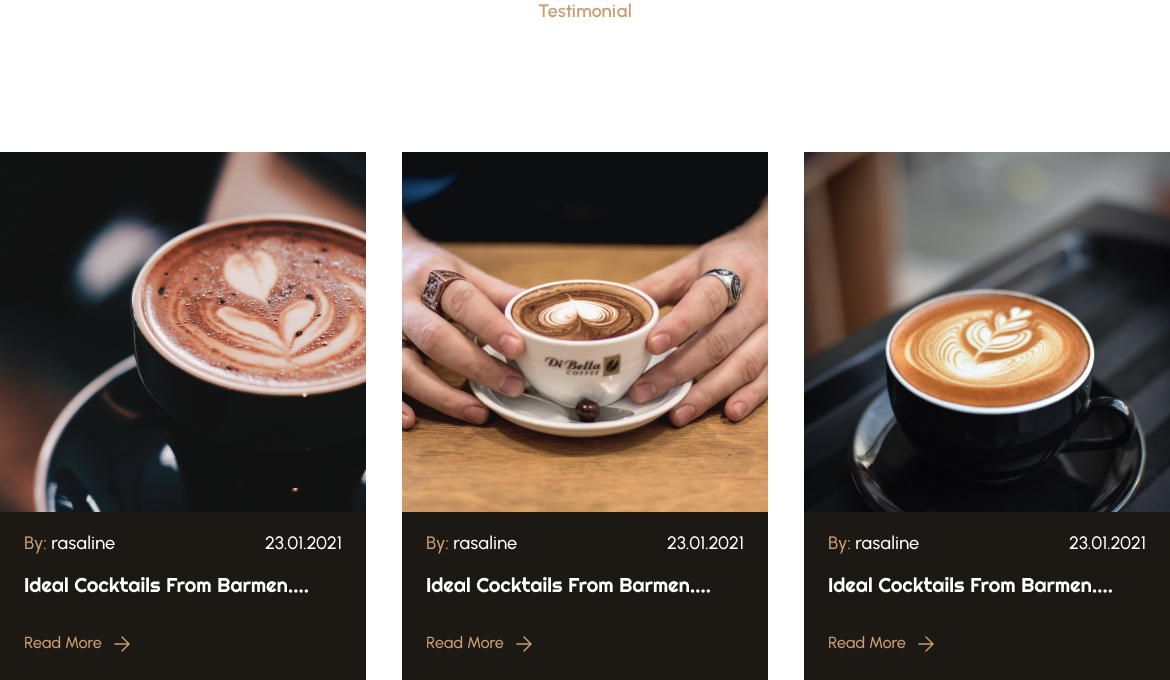 Testimonial
Di Bella
COFFEE
By: rasaline 23.01.2021
Ideal Cocktails From Barmen....
Read More
By: rasaline 23.01.2021
Ideal Cocktails From Barmen....
Read More
By: rasaline 23.01.2021
Ideal Cocktails From Barmen....
Read More